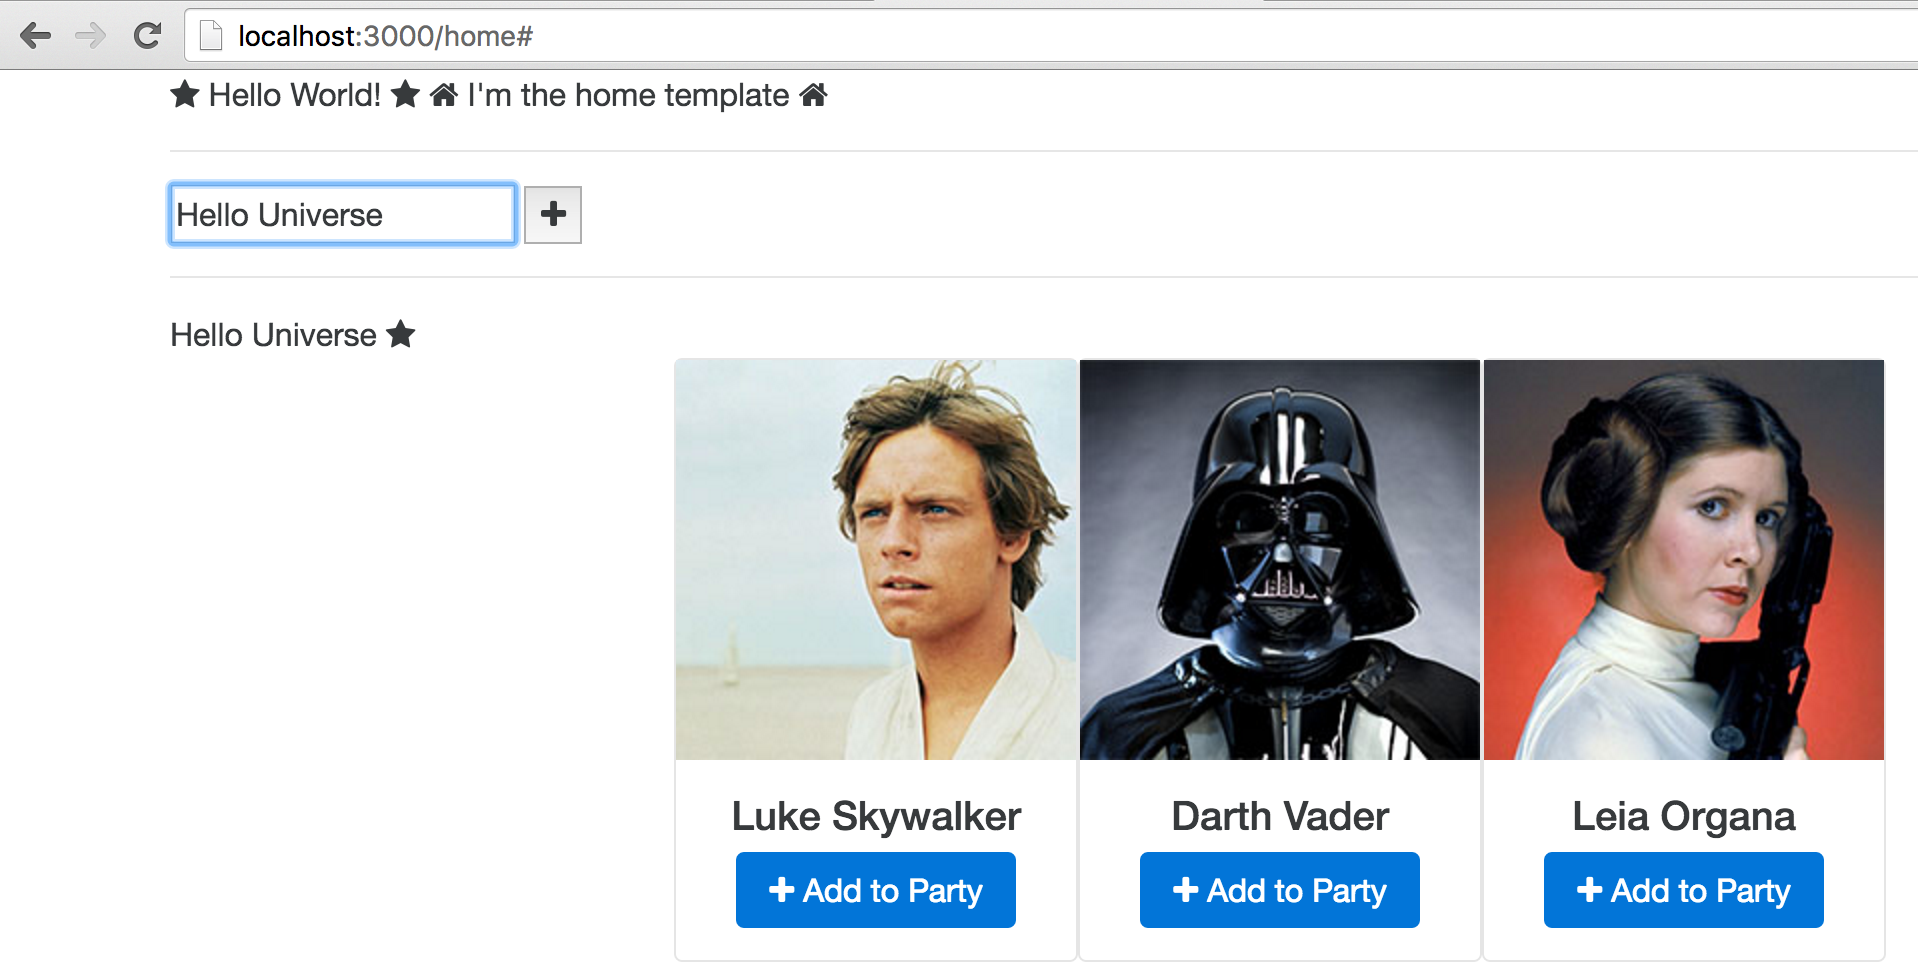 localhost:3000/home#
Hello World! I'm the home template
Hello Universe
Hello Universe
Luke Skywalker Darth Vader Leia Organa
Add to Party Add to Party Add to Party